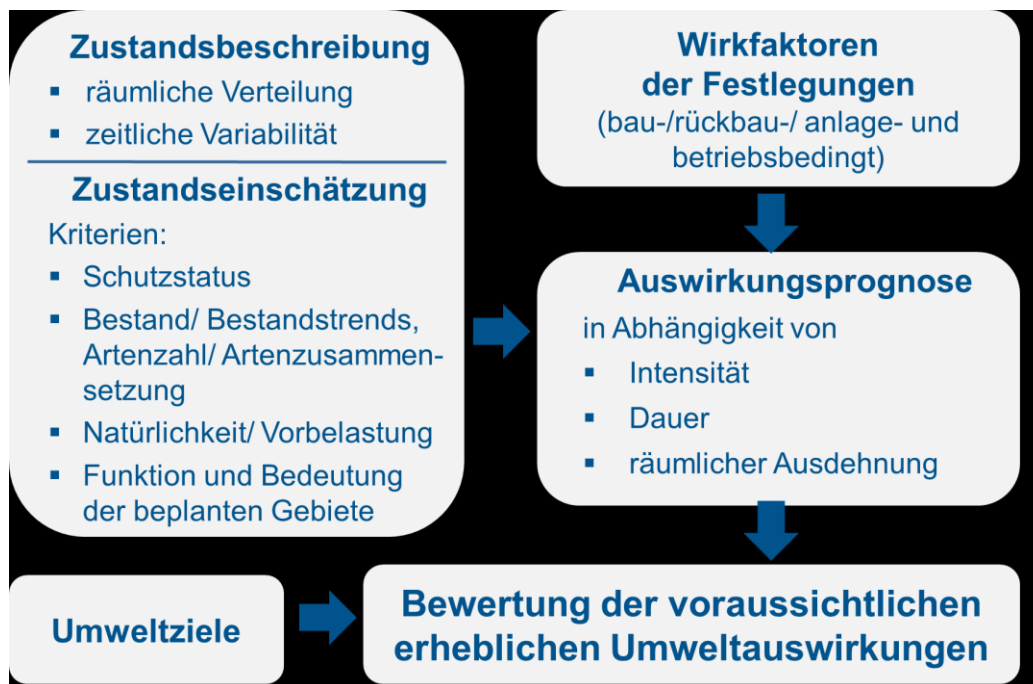 Zustandsbeschreibung
▪ räumliche Verteilung
▪ zeitliche Variabilität
Zustandseinschätzung
Kriterien:
▪ Schutzstatus
▪ Bestand/ Bestandstrends,
Artenzahl/ Artenzusammen-
setzung
▪ Natürlichkeit/ Vorbelastung
▪ Funktion und Bedeutung
der beplanten Gebiete
Wirkfaktoren
der Festlegungen
(bau-/rückbau-/ anlage- und
betriebsbedingt)
Auswirkungsprognose
in Abhängigkeit von
▪ Intensität
▪ Dauer
▪ räumlicher Ausdehnung
Umweltziele
Bewertung der voraussichtlichen
erheblichen Umweltauswirkungen